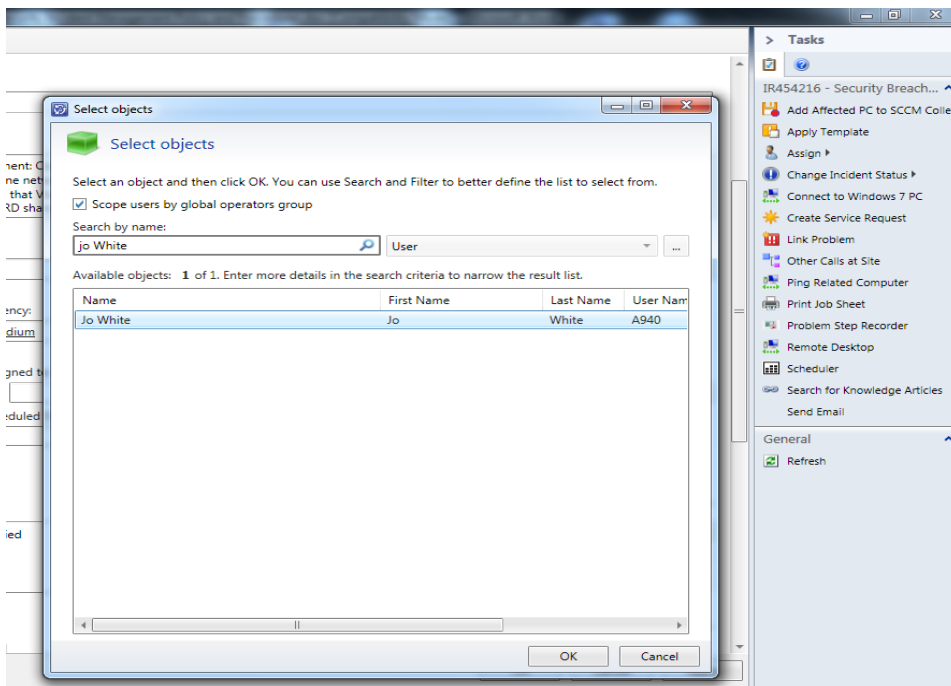 Tasks
IR454216 - Security Breach...
Add Affected PC to SCCM Colle
Apply Template
Assign
Change Incident Status
Connect to Windows 7 PC
Create Service Request
Link Problem
Other Calls at Site
Ping Related Computer
Print Job Sheet
Problem Step Recorder
Remote Desktop
Scheduler
Search for Knowledge Articles
Send Email
General
Refresh
Select objects
Select objects
Select an object and then click OK. You can use Search and Filter to better define the list to select from.
Scope users by global operators group
Search by name:
jo White User ...
Available objects: 1 of 1. Enter more details in the search criteria to narrow the result list.
Name First Name Last Name User Nam
Jo White Jo White A940
OK Cancel
nent: C
ne net
that V
RD sha
ency:
dium
gned t
eduled
ied